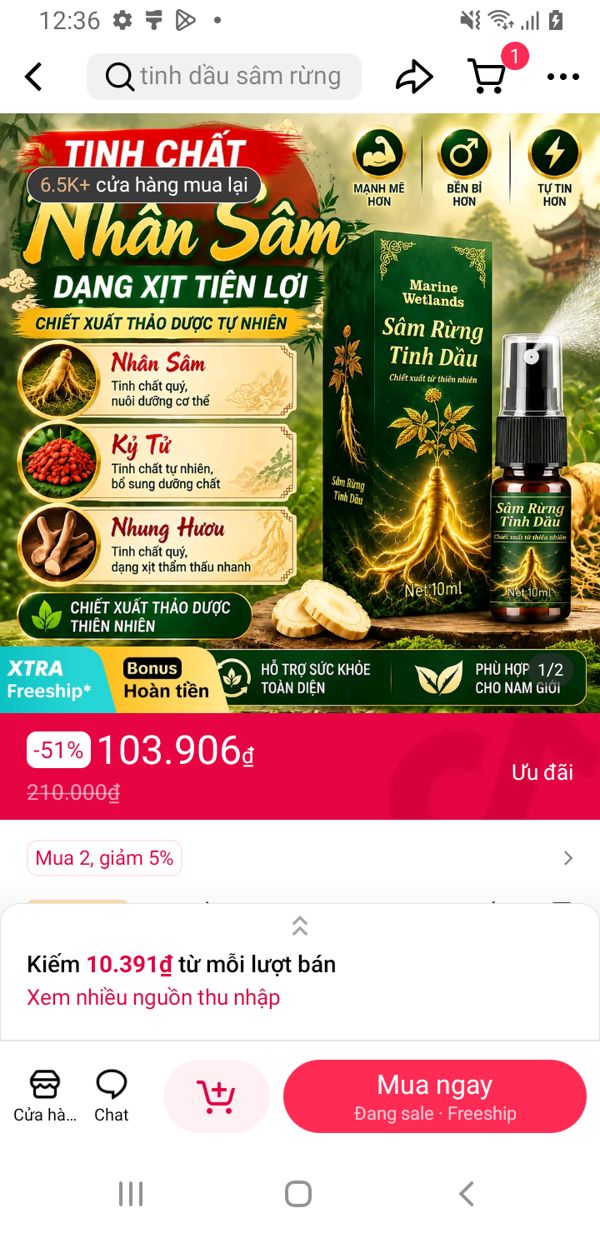 12:36
1
tinh dầu sâm rừng
TINH CHẤT
6.5K+ cửa hàng mua lại
Nhân Sâm
DẠNG XỊT TIỆN LỢI
CHIẾT XUẤT THẢO DƯỢC TỰ NHIÊN
MẠNH MẼ HƠN
BỀN BỈ HƠN
TỰ TIN HƠN
Nhân Sâm
Tinh chất quý,
nuôi dưỡng cơ thể
Kỷ Tử
Tinh chất tự nhiên,
bổ sung dưỡng chất
Nhung Hươu
Tinh chất quý,
dạng xịt thẩm thấu nhanh
CHIẾT XUẤT THẢO DƯỢC
THIÊN NHIÊN
Marine
Wetlands
Sâm Rừng
Tinh Dầu
Chiết xuất từ thiên nhiên
Sâm Rừng
Tinh Dầu
Net:10ml
Sâm Rừng
Tinh Dầu
Chiết xuất từ thiên nhiên
Net:10ml
XTRA
Freeship*
Bonus
Hoàn tiền
HỖ TRỢ SỨC KHỎE
TOÀN DIỆN
PHÙ HỢP
CHO NAM GIỚI
1/2
-51% 103.906₫
210.000₫
Ưu đãi
Mua 2, giảm 5%
Kiếm 10.391₫ từ mỗi lượt bán
Xem nhiều nguồn thu nhập
Cửa hà...
Chat
Mua ngay
Đang sale · Freeship